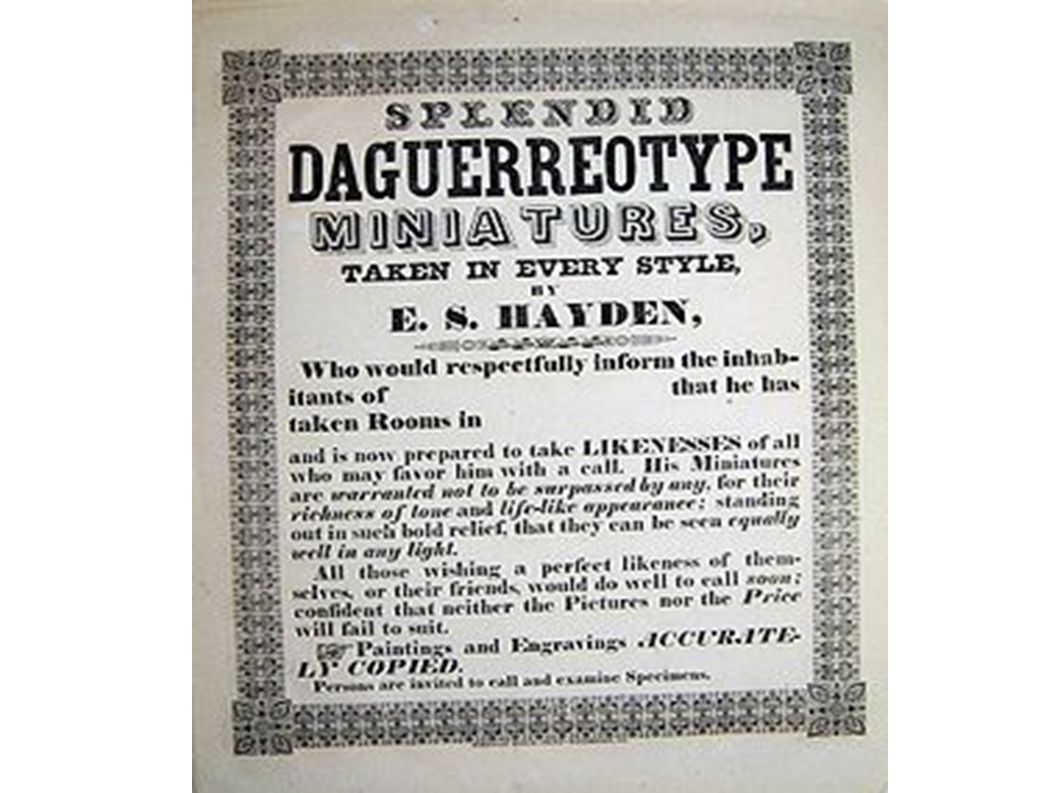 SPLENDID
DAGUERREOTYPE
MINIATURES,
TAKEN IN EVERY STYLE,
BY
E. S. HAYDEN,
Who would respectfully inform the inhab-
itants of that he has
taken Rooms in
and is now prepared to take LIKENESSES of all
who may favor him with a call. His Miniatures
are warranted not to be surpassed by any, for their
richness of tone and life-like appearance; standing
out in such bold relief, that they can be seen equally
well in any light.
All those wishing a perfect likeness of them-
selves, or their friends, would do well to call soon;
confident that neither the Pictures nor the Price
will fail to suit.
☞ Paintings and Engravings ACCURATE-
LY COPIED.
Persons are invited to call and examine Specimens.